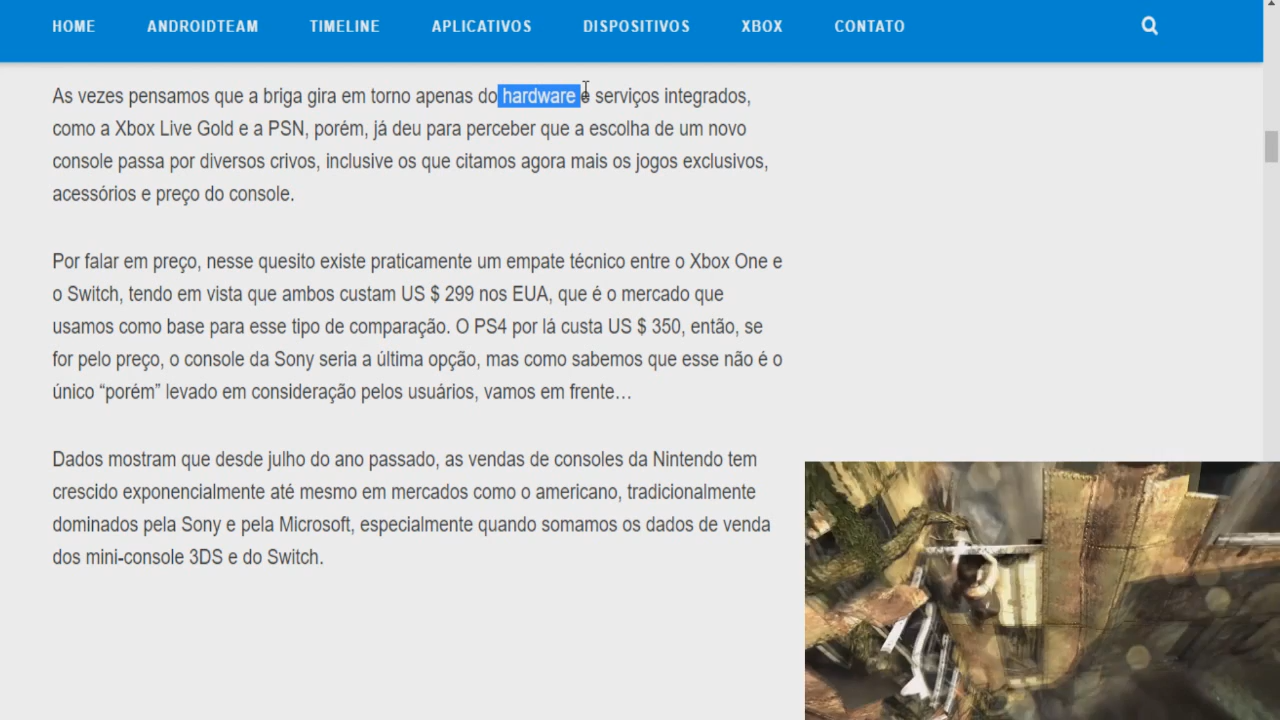 HOME ANDROIDTEAM TIMELINE APLICATIVOS DISPOSITIVOS XBOX CONTATO
As vezes pensamos que a briga gira em torno apenas do hardware e serviços integrados,
como a Xbox Live Gold e a PSN, porém, já deu para perceber que a escolha de um novo
console passa por diversos crivos, inclusive os que citamos agora mais os jogos exclusivos,
acessórios e preço do console.
Por falar em preço, nesse quesito existe praticamente um empate técnico entre o Xbox One e
o Switch, tendo em vista que ambos custam US $ 299 nos EUA, que é o mercado que
usamos como base para esse tipo de comparação. O PS4 por lá custa US $ 350, então, se
for pelo preço, o console da Sony seria a última opção, mas como sabemos que esse não é o
único “porém” levado em consideração pelos usuários, vamos em frente…
Dados mostram que desde julho do ano passado, as vendas de consoles da Nintendo tem
crescido exponencialmente até mesmo em mercados como o americano, tradicionalmente
dominados pela Sony e pela Microsoft, especialmente quando somamos os dados de venda
dos mini-console 3DS e do Switch.